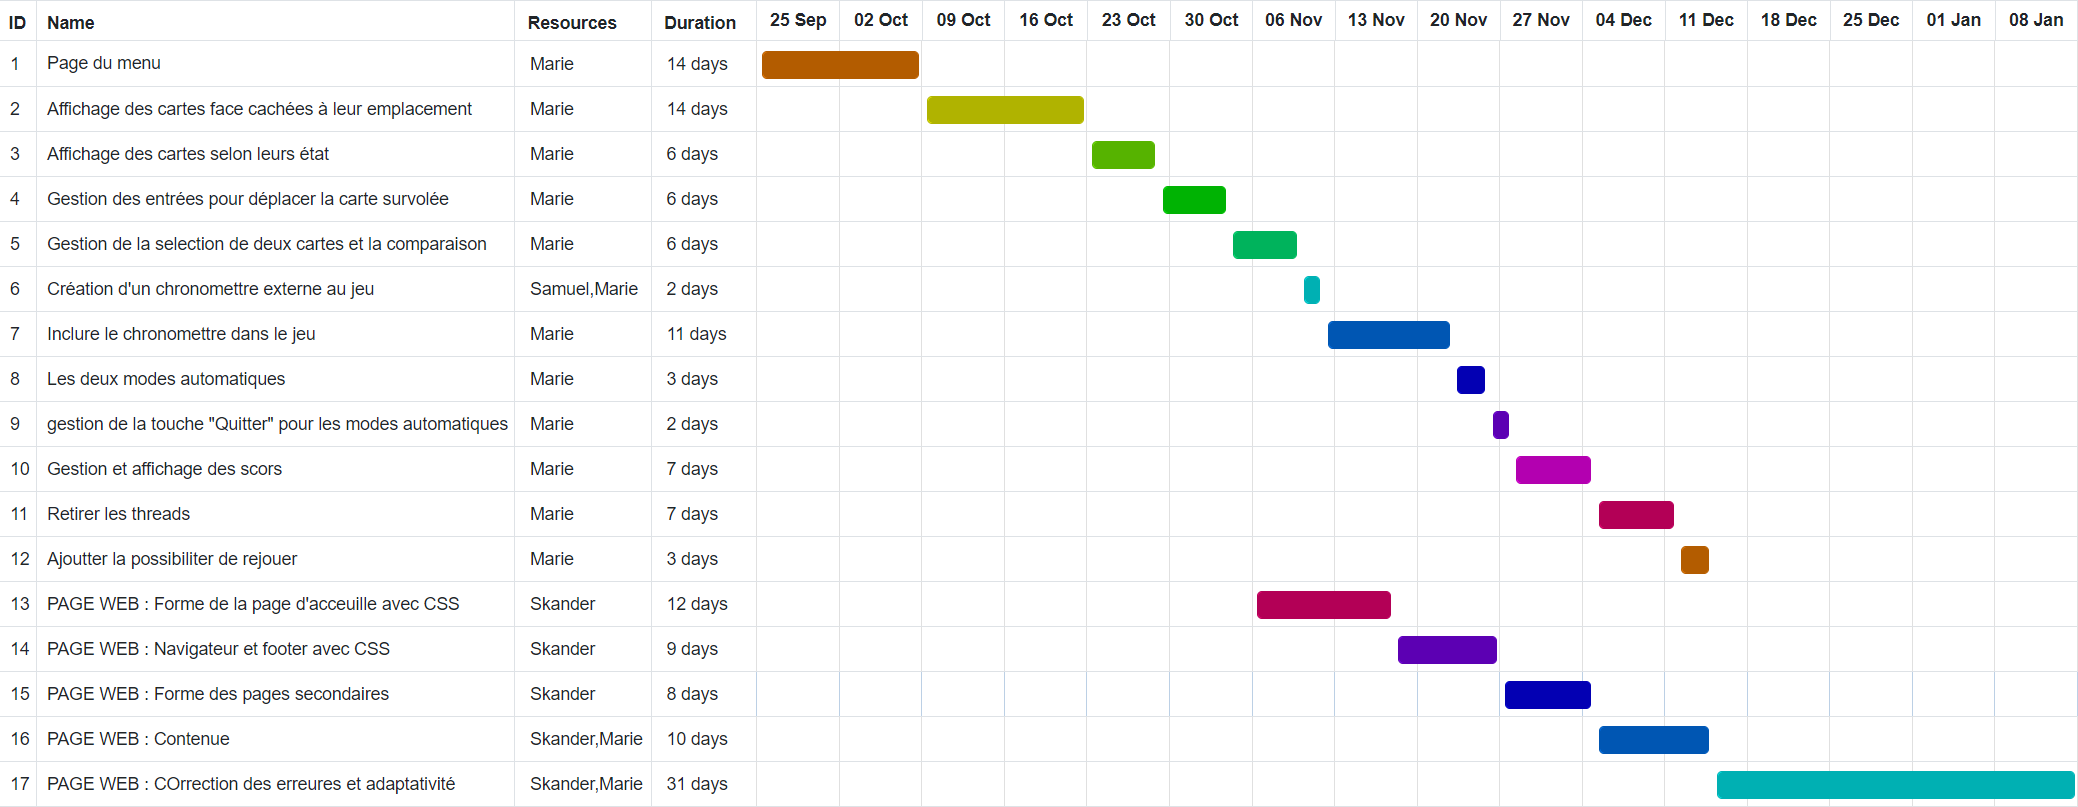 ID Name Resources Duration 25 Sep 02 Oct 09 Oct 16 Oct 23 Oct 30 Oct 06 Nov 13 Nov 20 Nov 27 Nov 04 Dec 11 Dec 18 Dec 25 Dec 01 Jan 08 Jan
1 Page du menu Marie 14 days
2 Affichage des cartes face cachées à leur emplacement Marie 14 days
3 Affichage des cartes selon leurs état Marie 6 days
4 Gestion des entrées pour déplacer la carte survolée Marie 6 days
5 Gestion de la selection de deux cartes et la comparaison Marie 6 days
6 Création d'un chronomettre externe au jeu Samuel,Marie 2 days
7 Inclure le chronomettre dans le jeu Marie 11 days
8 Les deux modes automatiques Marie 3 days
9 gestion de la touche "Quitter" pour les modes automatiques Marie 2 days
10 Gestion et affichage des scors Marie 7 days
11 Retirer les threads Marie 7 days
12 Ajoutter la possibiliter de rejouer Marie 3 days
13 PAGE WEB : Forme de la page d'acceuille avec CSS Skander 12 days
14 PAGE WEB : Navigateur et footer avec CSS Skander 9 days
15 PAGE WEB : Forme des pages secondaires Skander 8 days
16 PAGE WEB : Contenue Skander,Marie 10 days
17 PAGE WEB : COrrection des erreures et adaptativité Skander,Marie 31 days